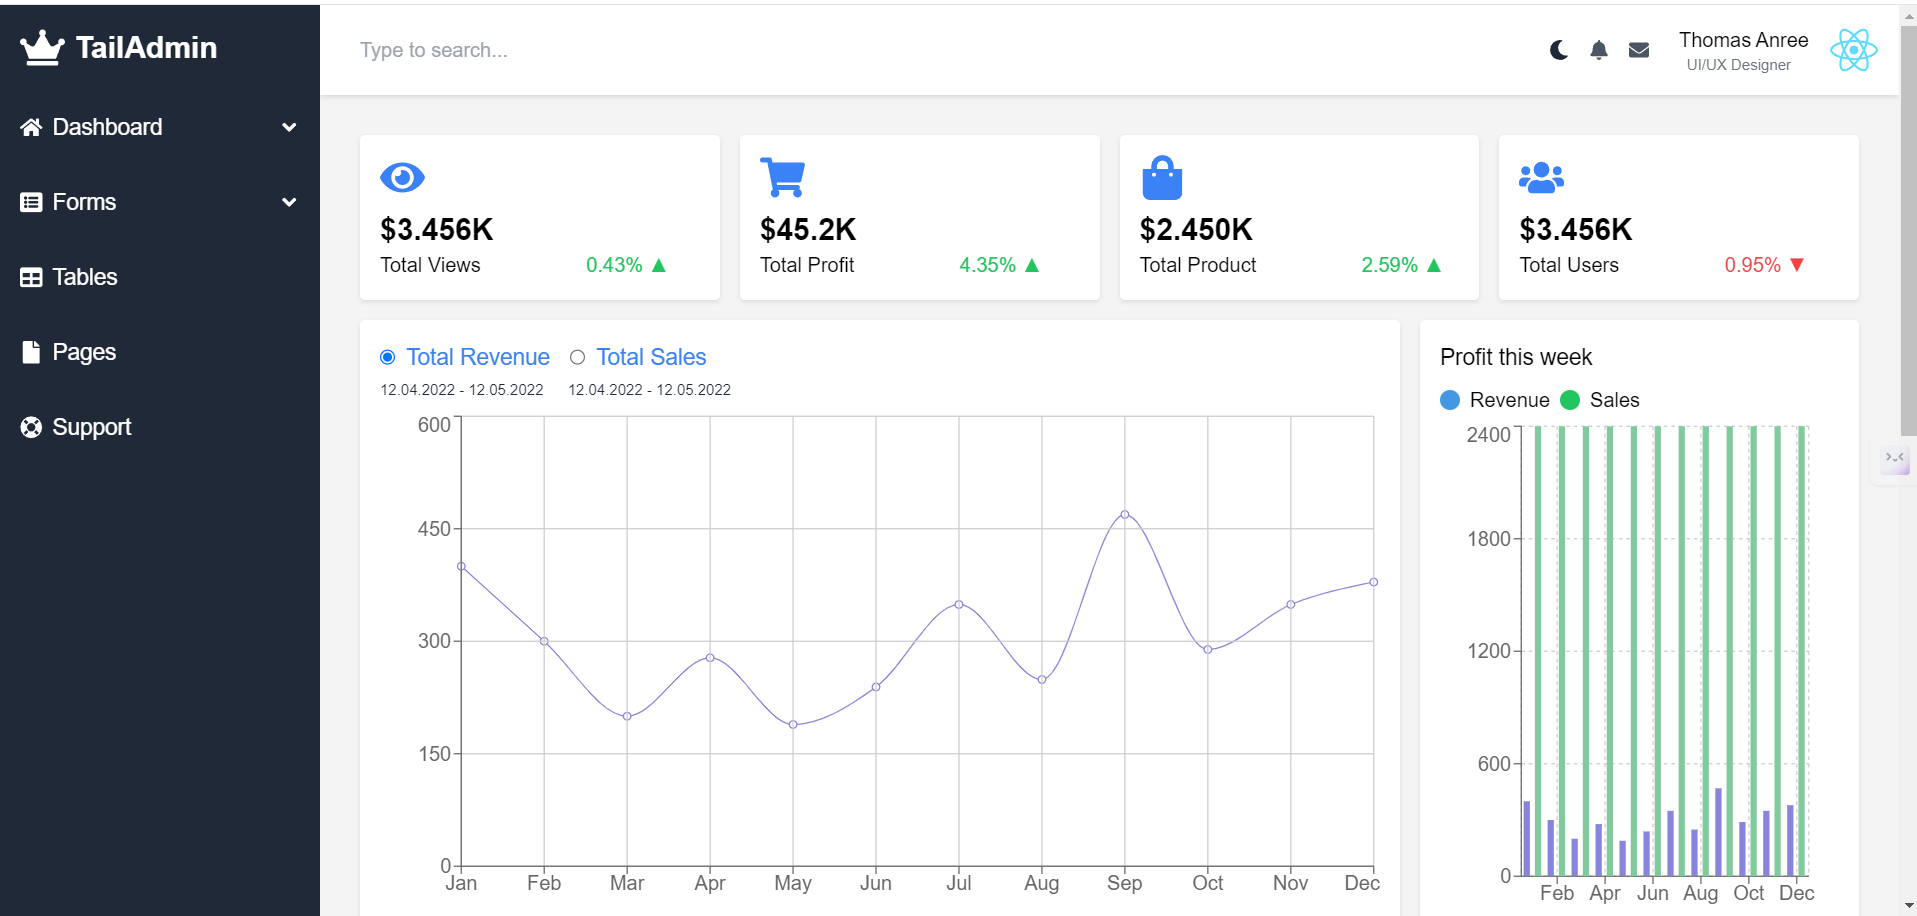 TailAdmin
Dashboard
Forms
Tables
Pages
Support
Type to search...
Thomas Anree
UI/UX Designer
$3.456K
Total Views 0.43% ▲
$45.2K
Total Profit 4.35% ▲
$2.450K
Total Product 2.59% ▲
$3.456K
Total Users 0.95% ▼
Total Revenue Total Sales
12.04.2022 - 12.05.2022 12.04.2022 - 12.05.2022
600
450
300
150
0
Jan Feb Mar Apr May Jun Jul Aug Sep Oct Nov Dec
Profit this week
Revenue Sales
2400
1800
1200
600
0
Feb Apr Jun Aug Oct Dec